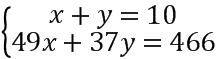 x + y = 10
49x + 37y = 466